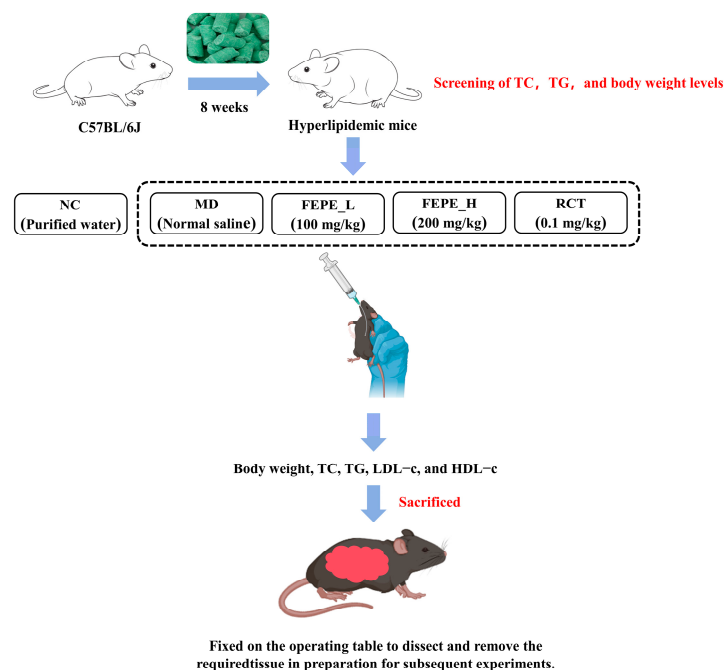 Screening of TC, TG, and body weight levels
8 weeks
C57BL/6J
Hyperlipidemic mice
NC
(Purified water)
MD
(Normal saline)
FEPE_L
(100 mg/kg)
FEPE_H
(200 mg/kg)
RCT
(0.1 mg/kg)
Body weight, TC, TG, LDL−c, and HDL−c
Sacrificed
Fixed on the operating table to dissect and remove the
requiredtissue in preparation for subsequent experiments.